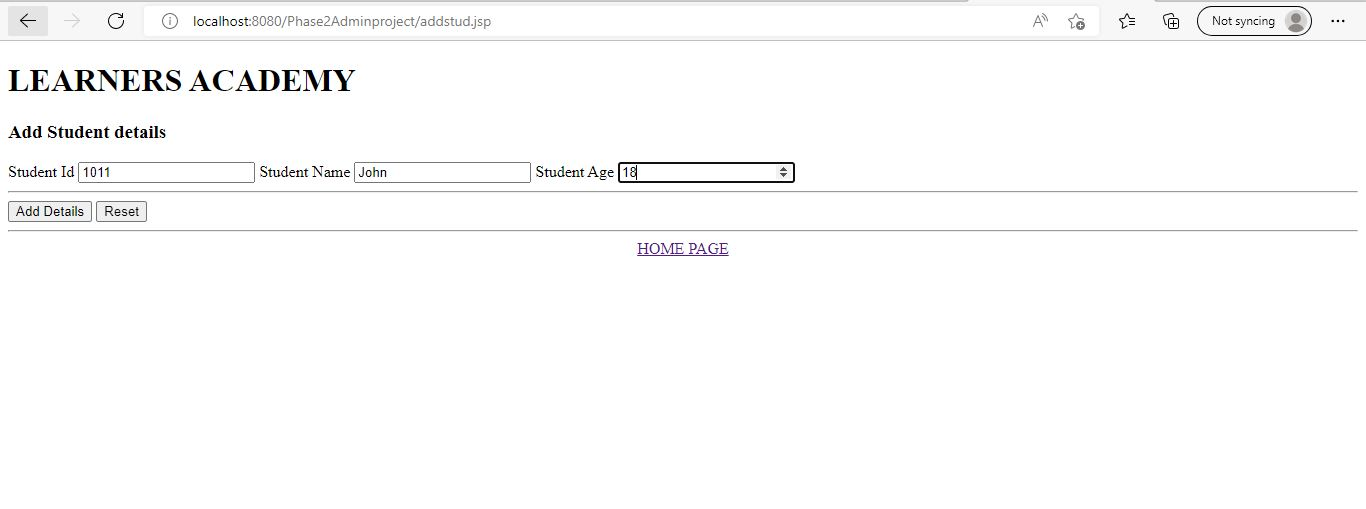 localhost:8080/Phase2Adminproject/addstud.jsp
Not syncing
LEARNERS ACADEMY
Add Student details
Student Id 1011 Student Name John Student Age 18
Add Details Reset
HOME PAGE